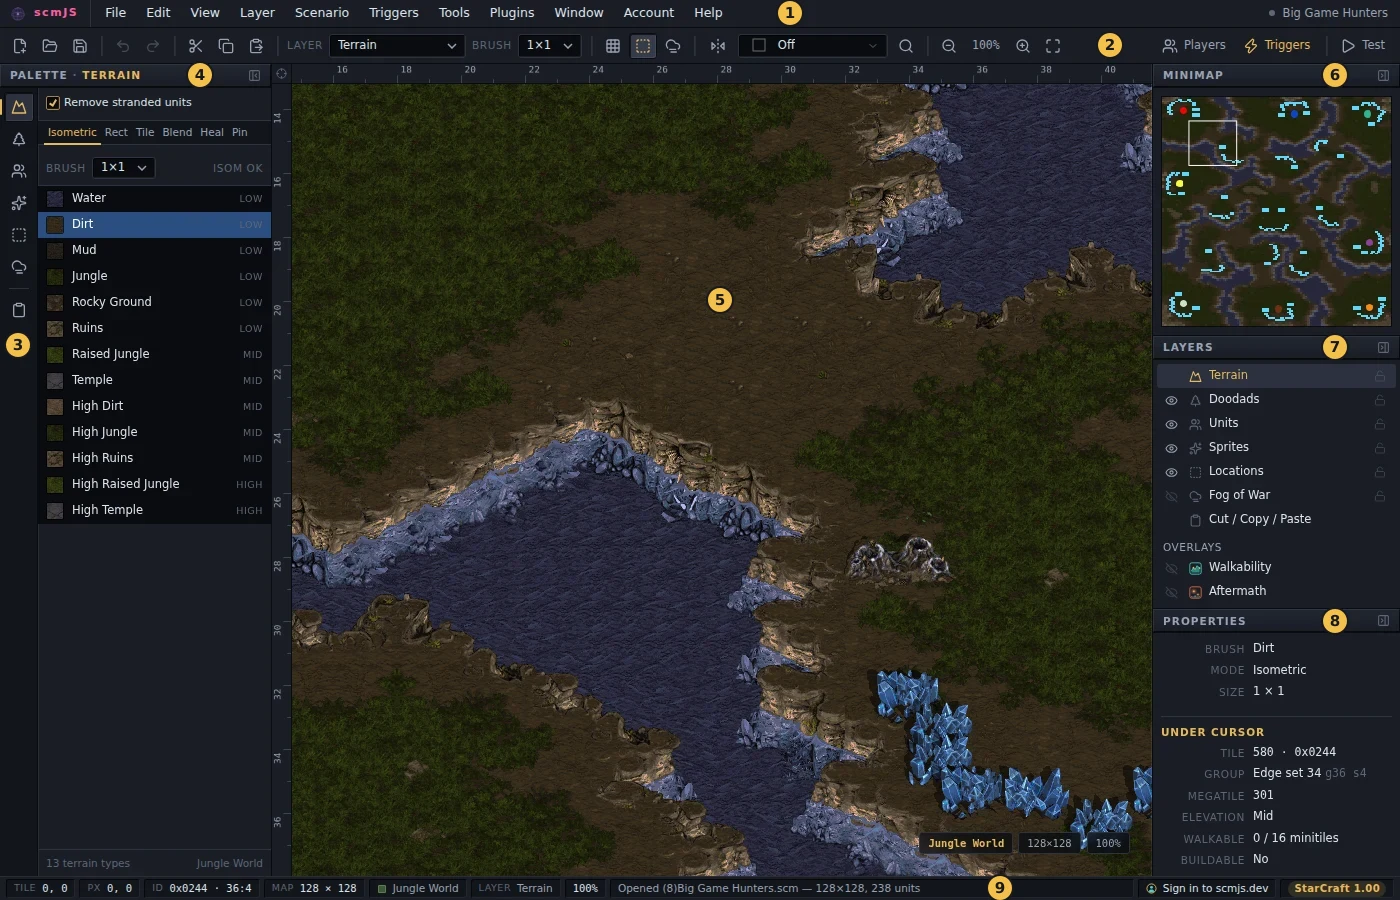 scmJS File Edit View Layer Scenario Triggers Tools Plugins Window Account Help 1 Big Game Hunters
LAYER Terrain BRUSH 1×1 Off 100% 2 Players Triggers Test
PALETTE · TERRAIN 4
Remove stranded units
Isometric Rect Tile Blend Heal Pin
BRUSH 1×1 ISOM OK
Water LOW
Dirt LOW
Mud LOW
Jungle LOW
Rocky Ground LOW
Ruins LOW
3
Raised Jungle MID
Temple MID
High Dirt MID
High Jungle MID
High Ruins MID
High Raised Jungle HIGH
High Temple HIGH
13 terrain types Jungle World
16 18 20 22 24 26 28 30 32 34 36 38 40
14
16
18
20
22
24
26
28
30
32
34
36
5
Jungle World 128×128 100%
MINIMAP 6
LAYERS 7
Terrain
Doodads
Units
Sprites
Locations
Fog of War
Cut / Copy / Paste
OVERLAYS
Walkability
Aftermath
PROPERTIES 8
BRUSH Dirt
MODE Isometric
SIZE 1 × 1
UNDER CURSOR
TILE 580 · 0x0244
GROUP Edge set 34 g36 s4
MEGATILE 301
ELEVATION Mid
WALKABLE 0 / 16 minitiles
BUILDABLE No
TILE 0, 0 PX 0, 0 ID 0x0244 · 36:4 MAP 128 × 128 Jungle World LAYER Terrain 100% Opened (8)Big Game Hunters.scm — 128×128, 238 units 9 Sign in to scmjs.dev StarCraft 1.00